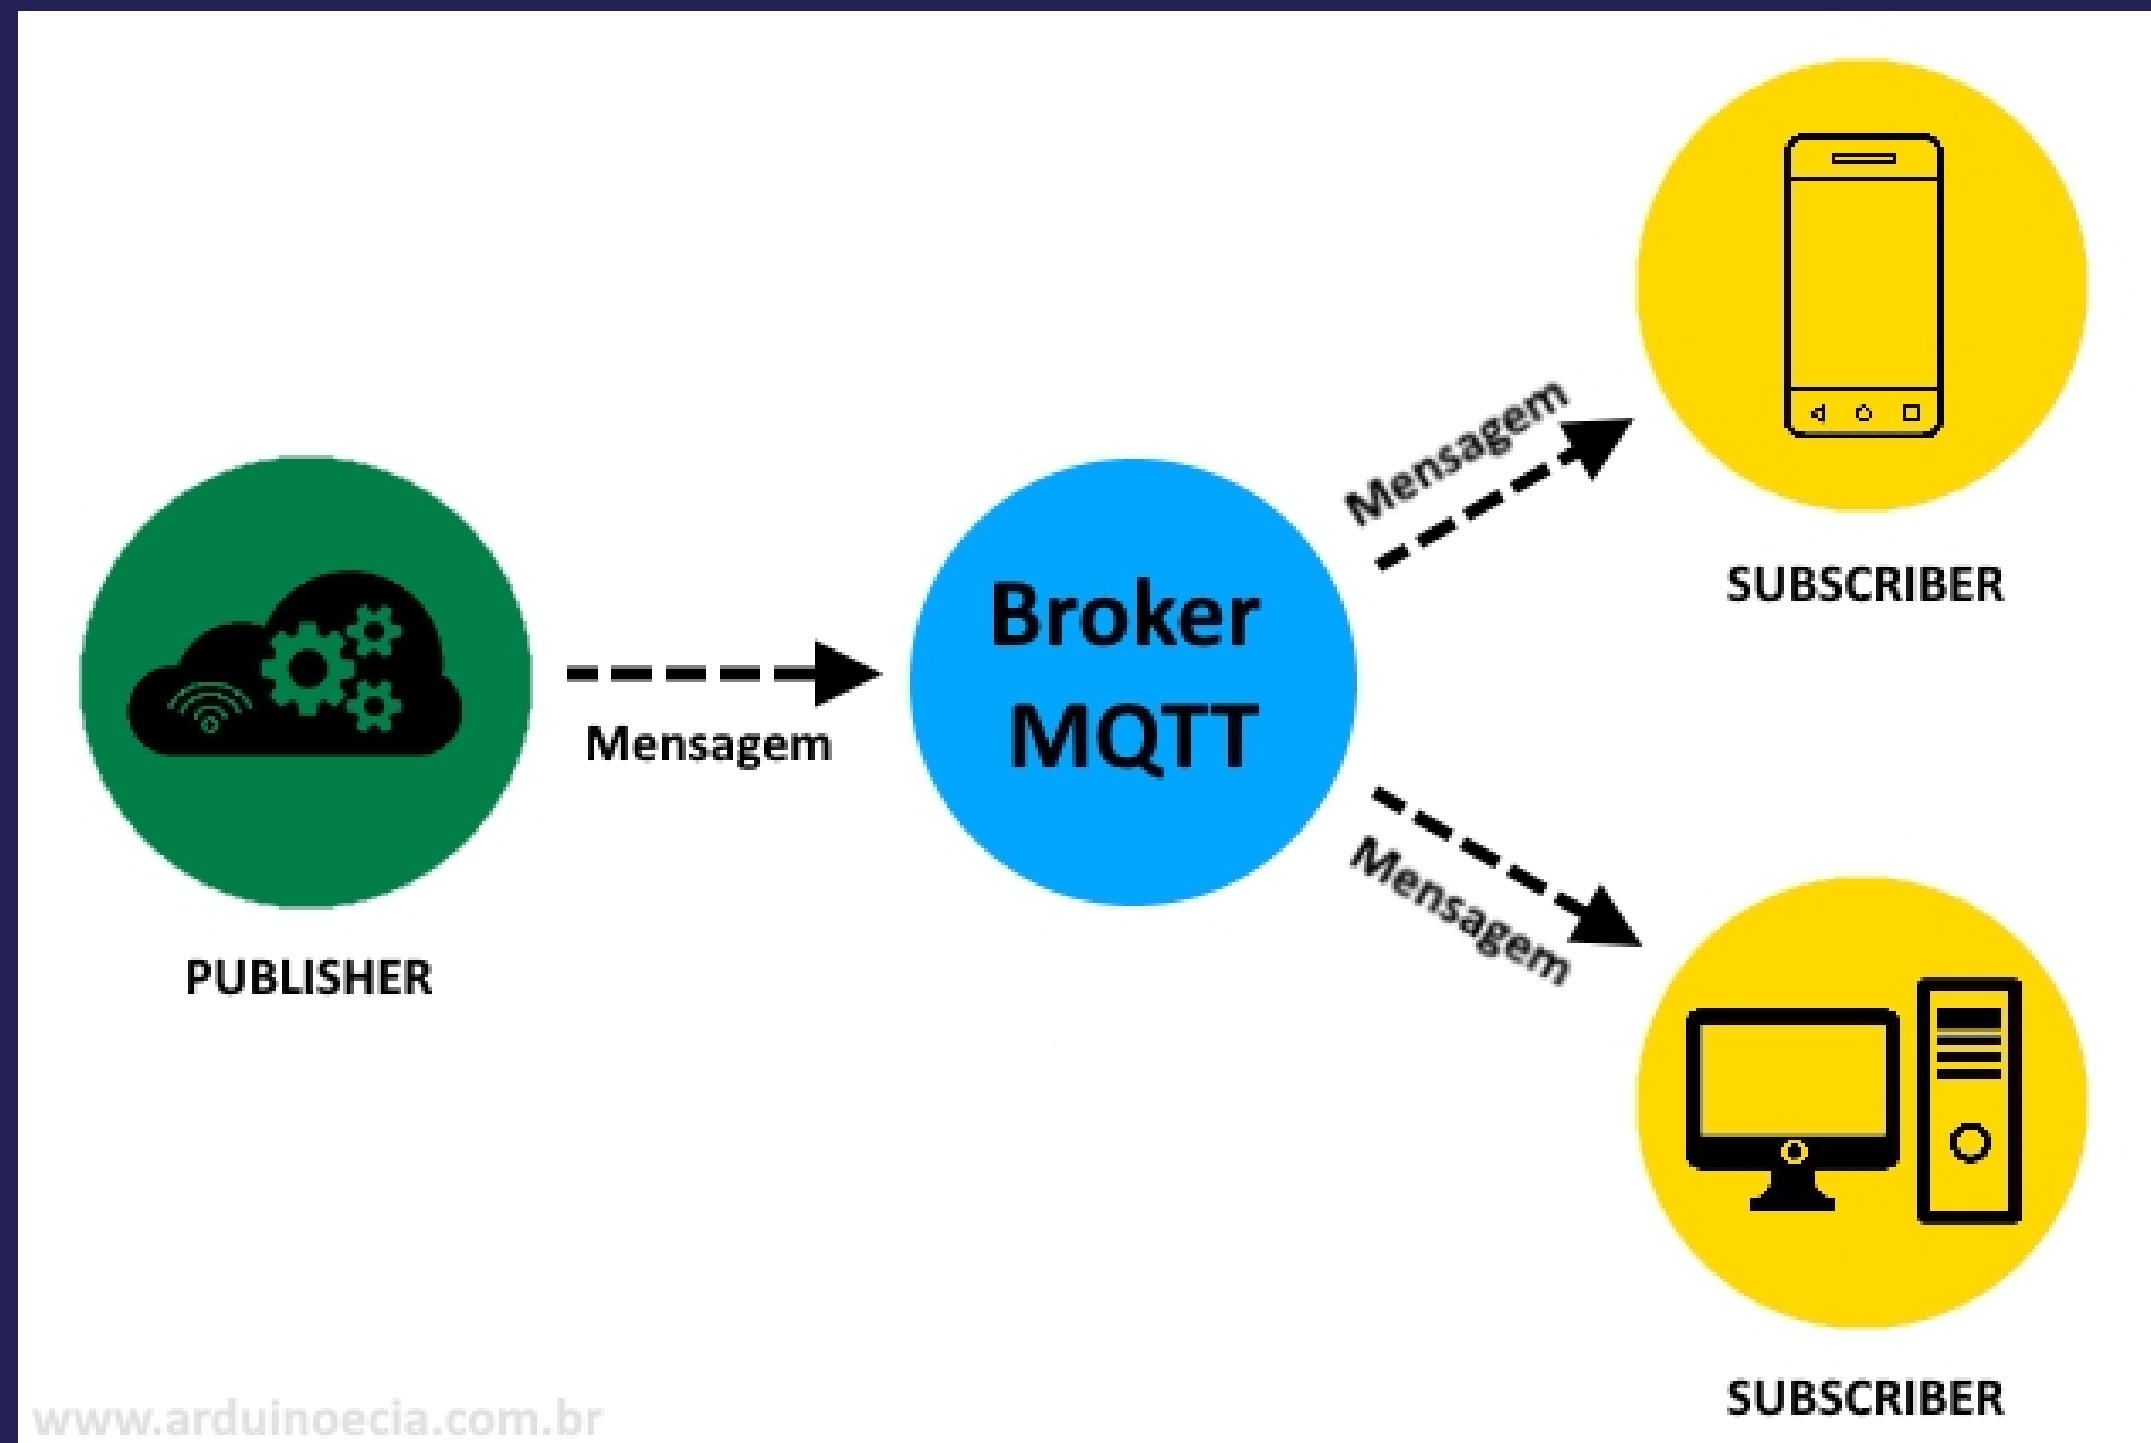 Mensagem
SUBSCRIBER
Broker
MQTT
Mensagem
PUBLISHER
Mensagem
SUBSCRIBER
www.arduinoecia.com.br